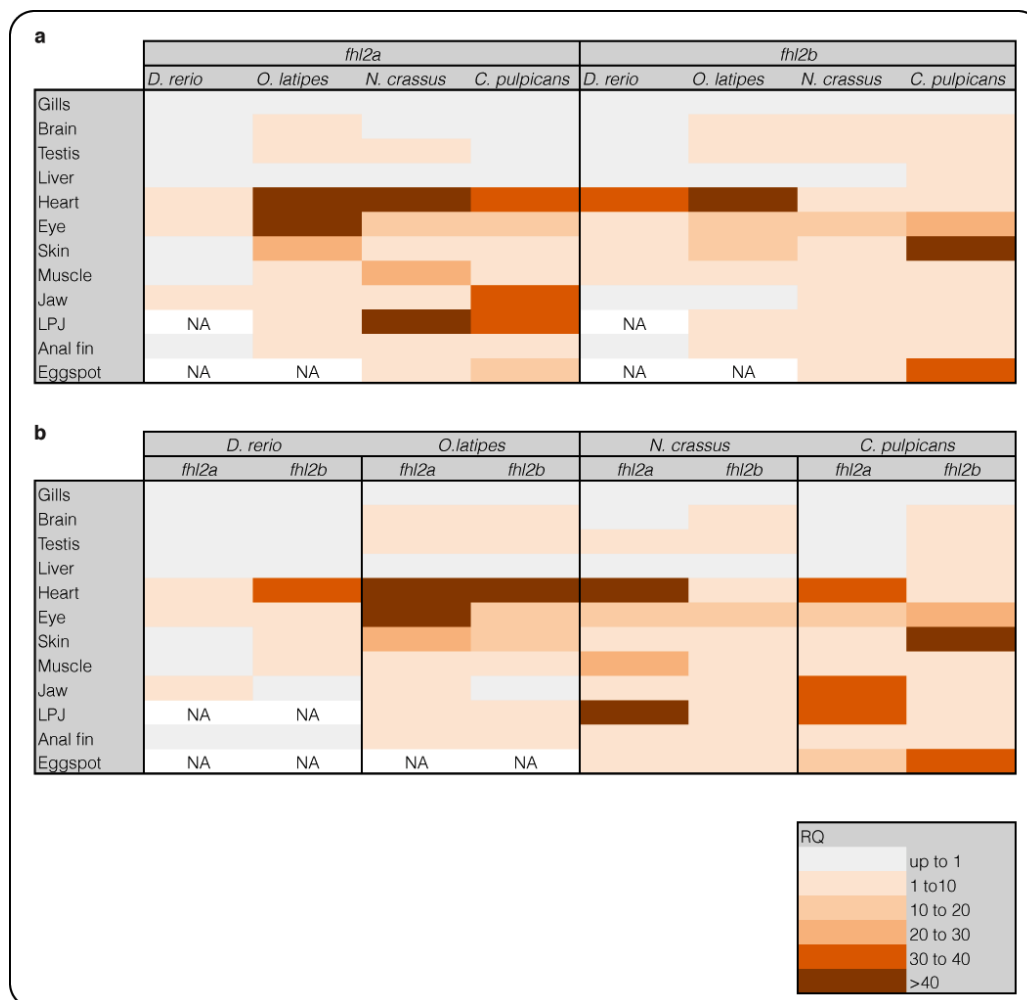 a
fhl2a fhl2b
D. rerio O. latipes N. crassus C. pulpicans D. rerio O. latipes N. crassus C. pulpicans
Gills
Brain
Testis
Liver
Heart
Eye
Skin
Muscle
Jaw
LPJ NA NA
Anal fin
Eggspot NA NA NA NA
b
D. rerio O.latipes N. crassus C. pulpicans
fhl2a fhl2b fhl2a fhl2b fhl2a fhl2b fhl2a fhl2b
Gills
Brain
Testis
Liver
Heart
Eye
Skin
Muscle
Jaw
LPJ NA NA
Anal fin
Eggspot NA NA NA NA
RQ
up to 1
1 to10
10 to 20
20 to 30
30 to 40
>40